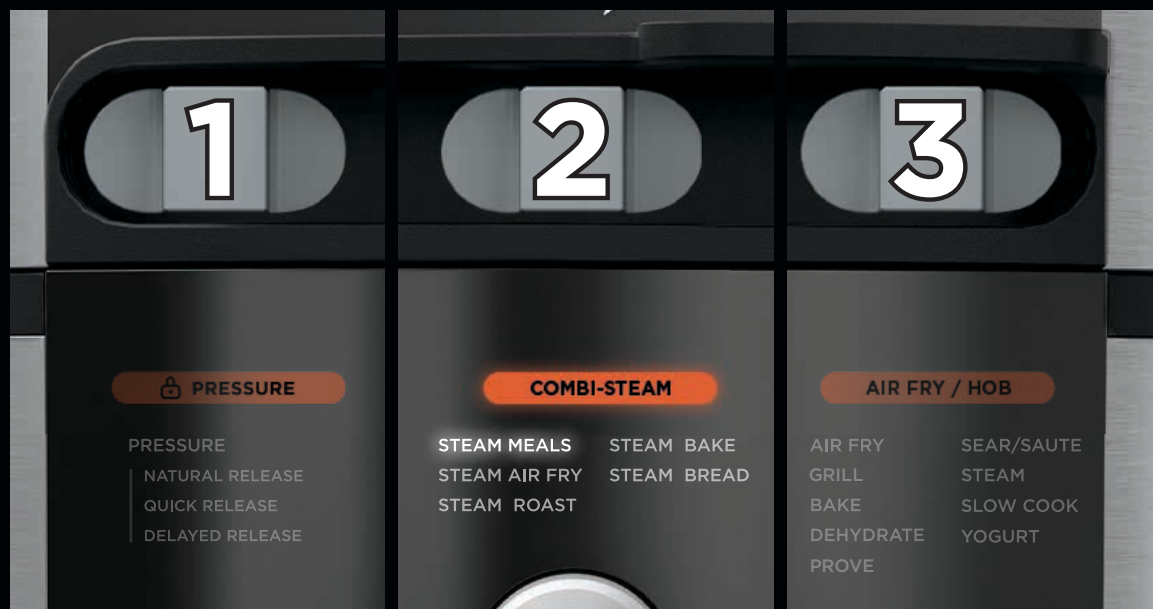 1
2
3
PRESSURE
PRESSURE
NATURAL RELEASE
QUICK RELEASE
DELAYED RELEASE
COMBI-STEAM
STEAM MEALS
STEAM AIR FRY
STEAM ROAST
STEAM BAKE
STEAM BREAD
AIR FRY / HOB
AIR FRY
GRILL
BAKE
DEHYDRATE
PROVE
SEAR/SAUTE
STEAM
SLOW COOK
YOGURT